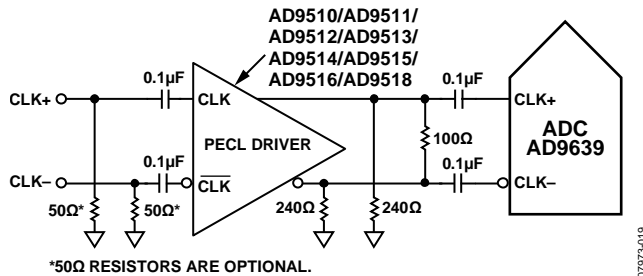 AD9510/AD9511/
AD9512/AD9513/
AD9514/AD9515/
AD9516/AD9518
0.1µF
0.1µF
CLK+
CLK
CLK+
PECL DRIVER
100Ω
ADC
AD9639
0.1µF
0.1µF
CLK–
CLK
CLK–
50Ω*
50Ω*
240Ω
240Ω
*50Ω RESISTORS ARE OPTIONAL.
07973-019